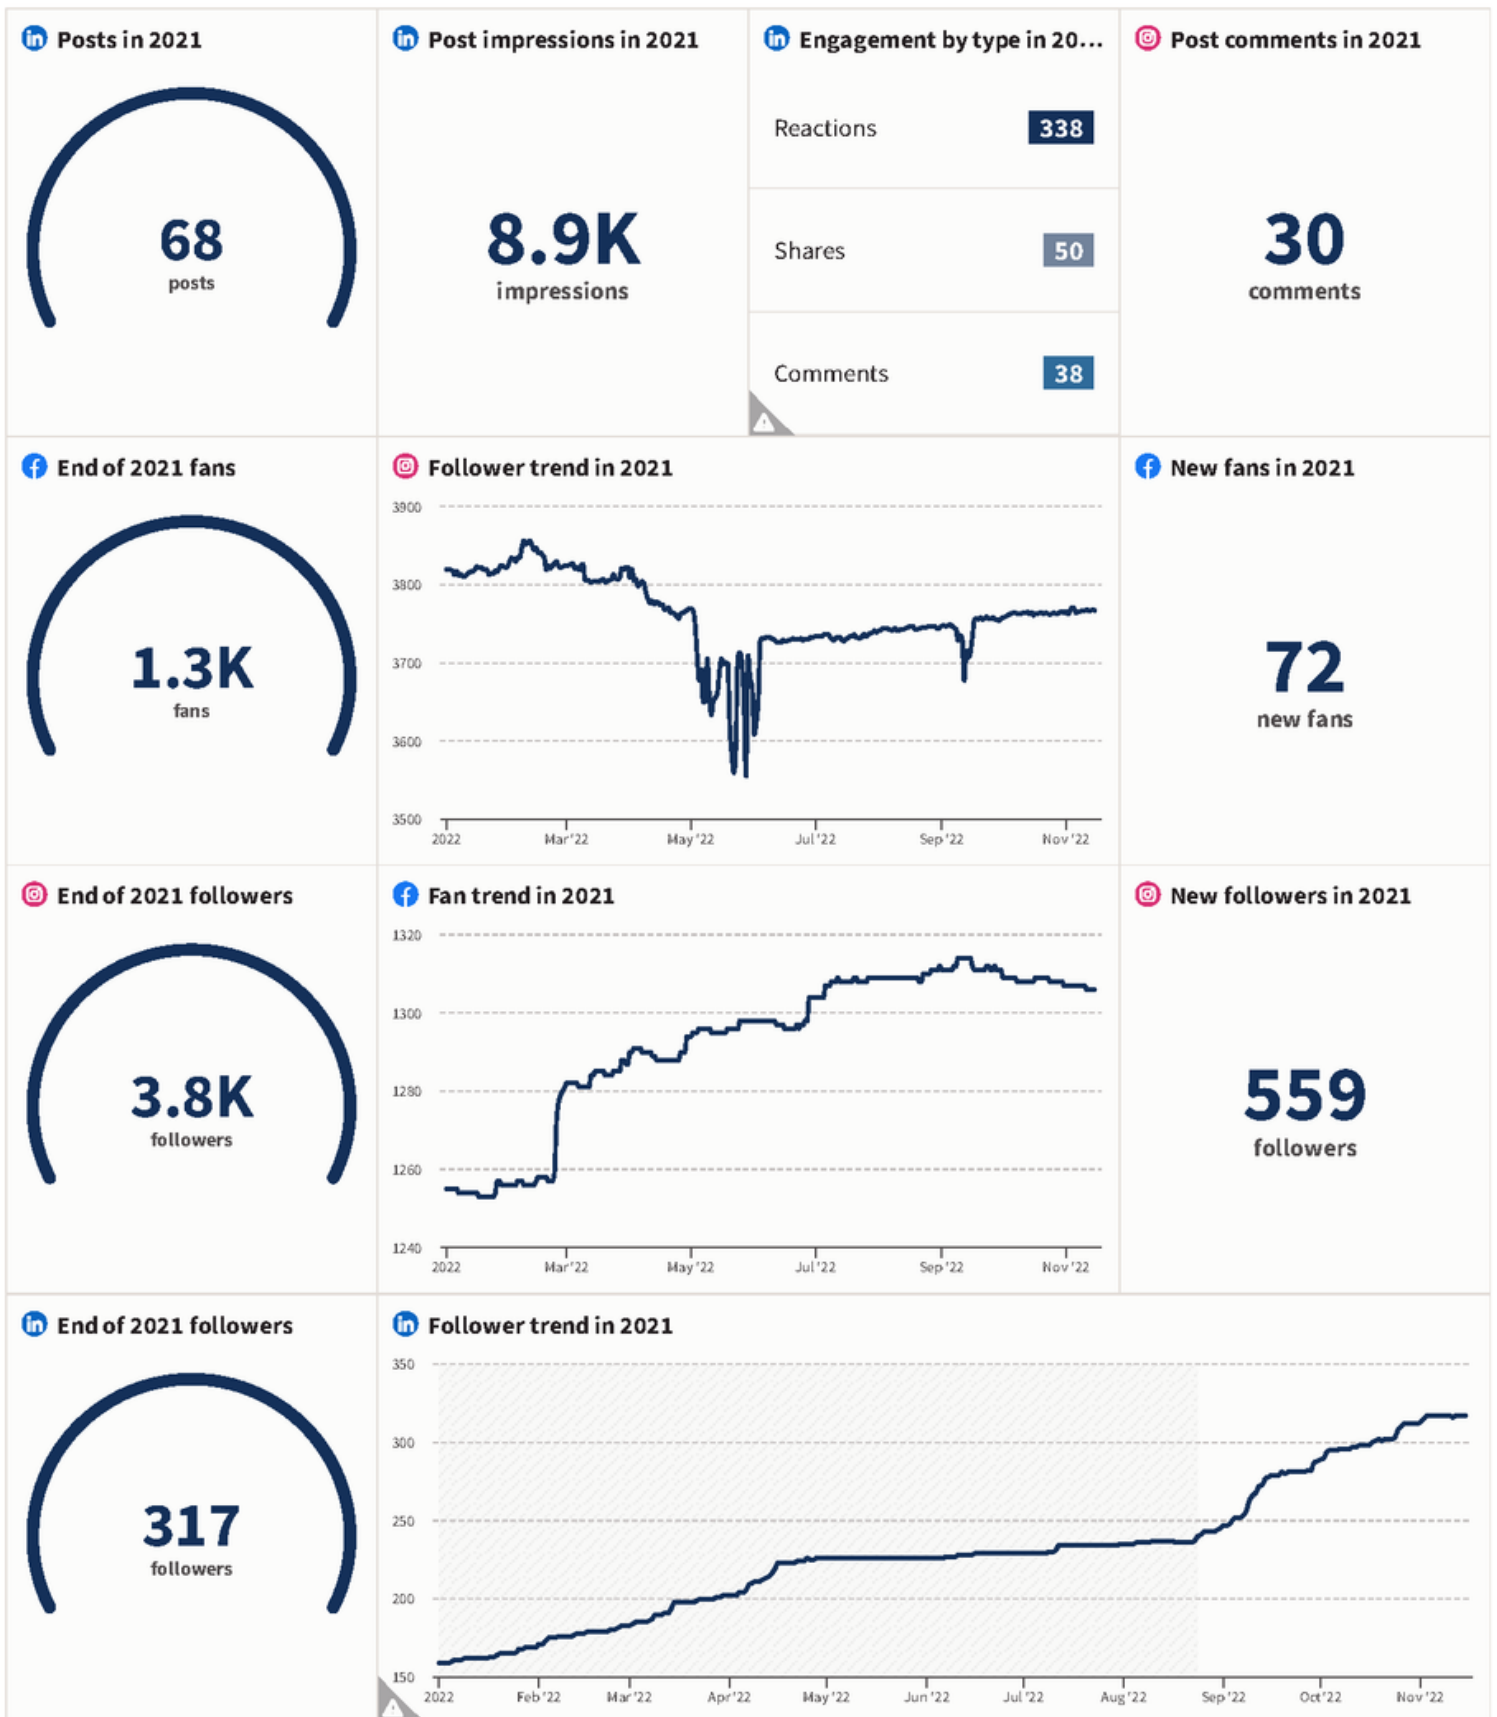 Posts in 2021
68
posts
Post impressions in 2021
8.9K
impressions
Engagement by type in 20...
Reactions
338
Shares
50
Comments
38
Post comments in 2021
30
comments
End of 2021 fans
1.3K
fans
Follower trend in 2021
3900
3800
3700
3600
3500
2022 Mar '22 May '22 Jul '22 Sep '22 Nov '22
New fans in 2021
72
new fans
End of 2021 followers
3.8K
followers
Fan trend in 2021
1320
1300
1280
1260
1240
2022 Mar '22 May '22 Jul '22 Sep '22 Nov '22
New followers in 2021
559
followers
End of 2021 followers
317
followers
Follower trend in 2021
350
300
250
200
150
2022 Feb '22 Mar '22 Apr '22 May '22 Jun '22 Jul '22 Aug '22 Sep '22 Oct '22 Nov '22